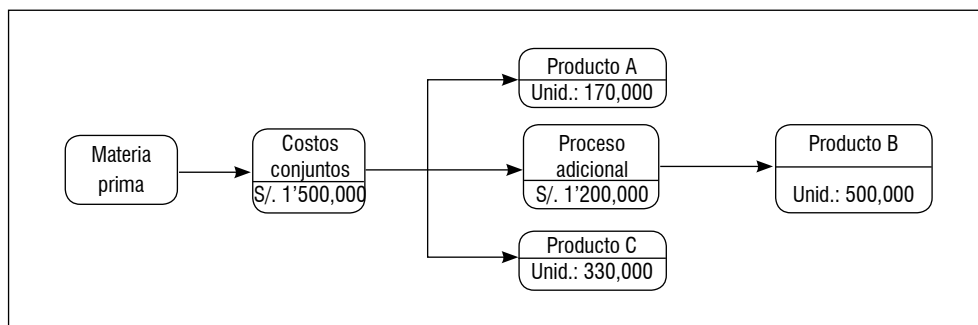 Materia
prima
Costos
conjuntos
S/. 1’500,000
Producto A
Unid.: 170,000
Proceso
adicional
S/. 1’200,000
Producto B
Unid.: 500,000
Producto C
Unid.: 330,000